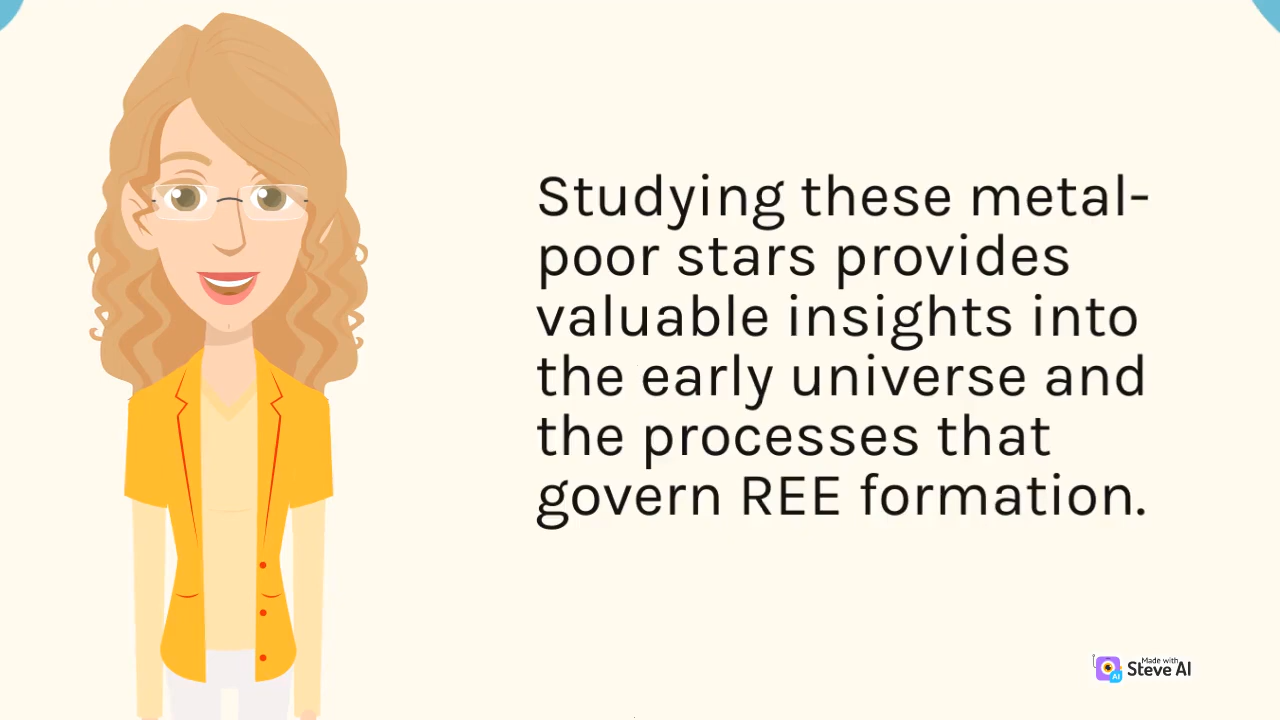 Studying these metal-
poor stars provides
valuable insights into
the early universe and
the processes that
govern REE formation.
Made with
Steve AI
AI